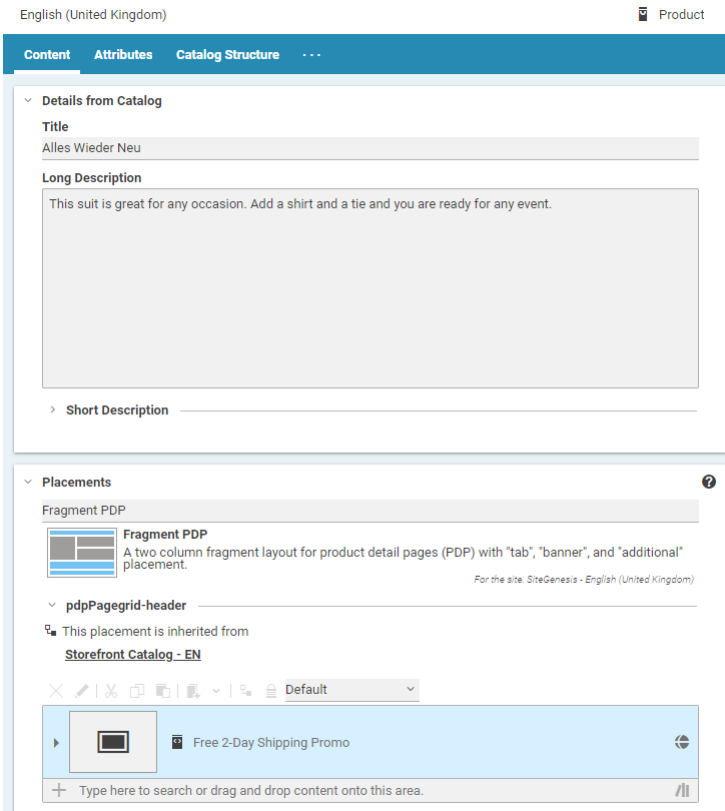 English (United Kingdom)
Product
Content Attributes Catalog Structure ...
Details from Catalog
Title
Alles Wieder Neu
Long Description
This suit is great for any occasion. Add a shirt and a tie and you are ready for any event.
Short Description
Placements
Fragment PDP
Fragment PDP
A two column fragment layout for product detail pages (PDP) with "tab", "banner", and "additional"
placement.
For the site: SiteGenesis - English (United Kingdom)
pdpPagegrid-header
This placement is inherited from
Storefront Catalog - EN
Default
Free 2-Day Shipping Promo
Type here to search or drag and drop content onto this area.